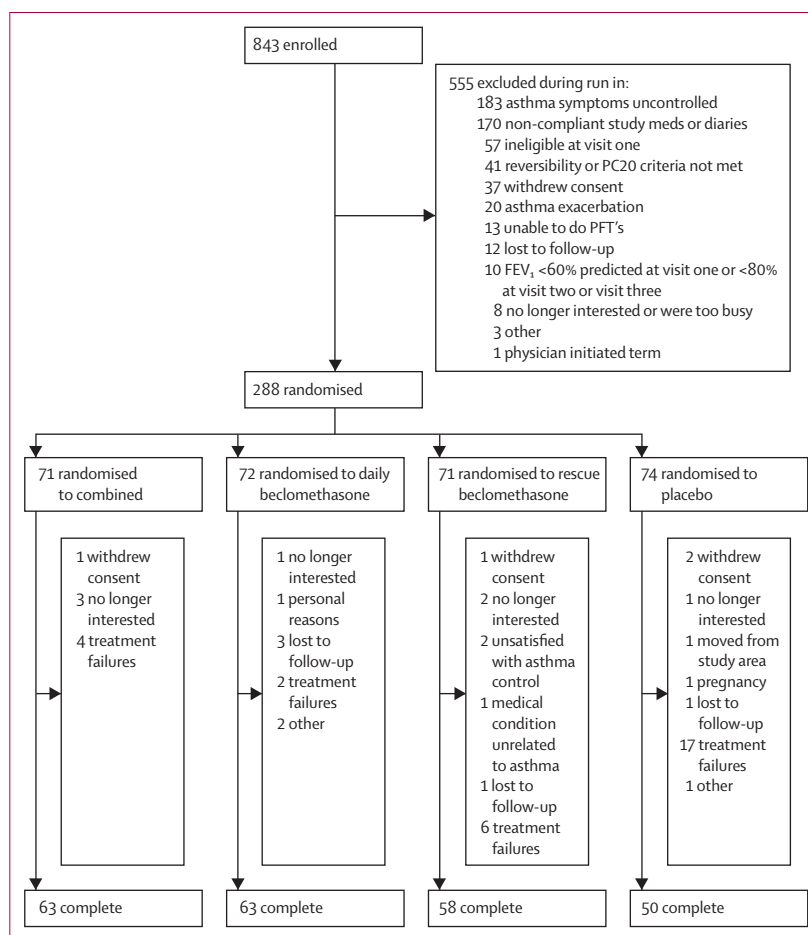 843 enrolled
555 excluded during run in:
183 asthma symptoms uncontrolled
170 non-compliant study meds or diaries
57 ineligible at visit one
41 reversibility or PC20 criteria not met
37 withdrew consent
20 asthma exacerbation
13 unable to do PFT's
12 lost to follow-up
10 FEV₁ <60% predicted at visit one or <80%
at visit two or visit three
8 no longer interested or were too busy
3 other
1 physician initiated term
288 randomised
71 randomised
to combined
1 withdrew
consent
3 no longer
interested
4 treatment
failures
63 complete
72 randomised to daily
beclomethasone
1 no longer
interested
1 personal
reasons
3 lost to
follow-up
2 treatment
failures
2 other
63 complete
71 randomised to rescue
beclomethasone
1 withdrew
consent
2 no longer
interested
2 unsatisfied
with asthma
control
1 medical
condition
unrelated
to asthma
1 lost to
follow-up
6 treatment
failures
58 complete
74 randomised to
placebo
2 withdrew
consent
1 no longer
interested
1 moved from
study area
1 pregnancy
1 lost to
follow-up
17 treatment
failures
1 other
50 complete